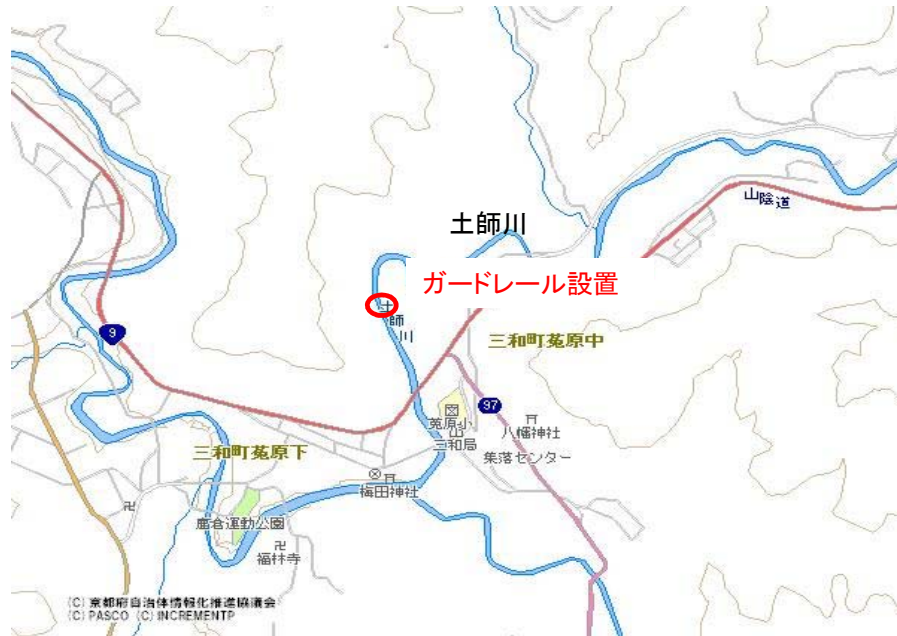 山陰道
土師川
ガードレール設置
土師川
9
三和町菟原中
97
菟原小
八幡神社
三和局
三和町菟原下
集落センター
梅田神社
鹿倉運動公園
福林寺
(C) 京都府自治体情報化推進協議会
(C) PASCO (C) INCREMENTP